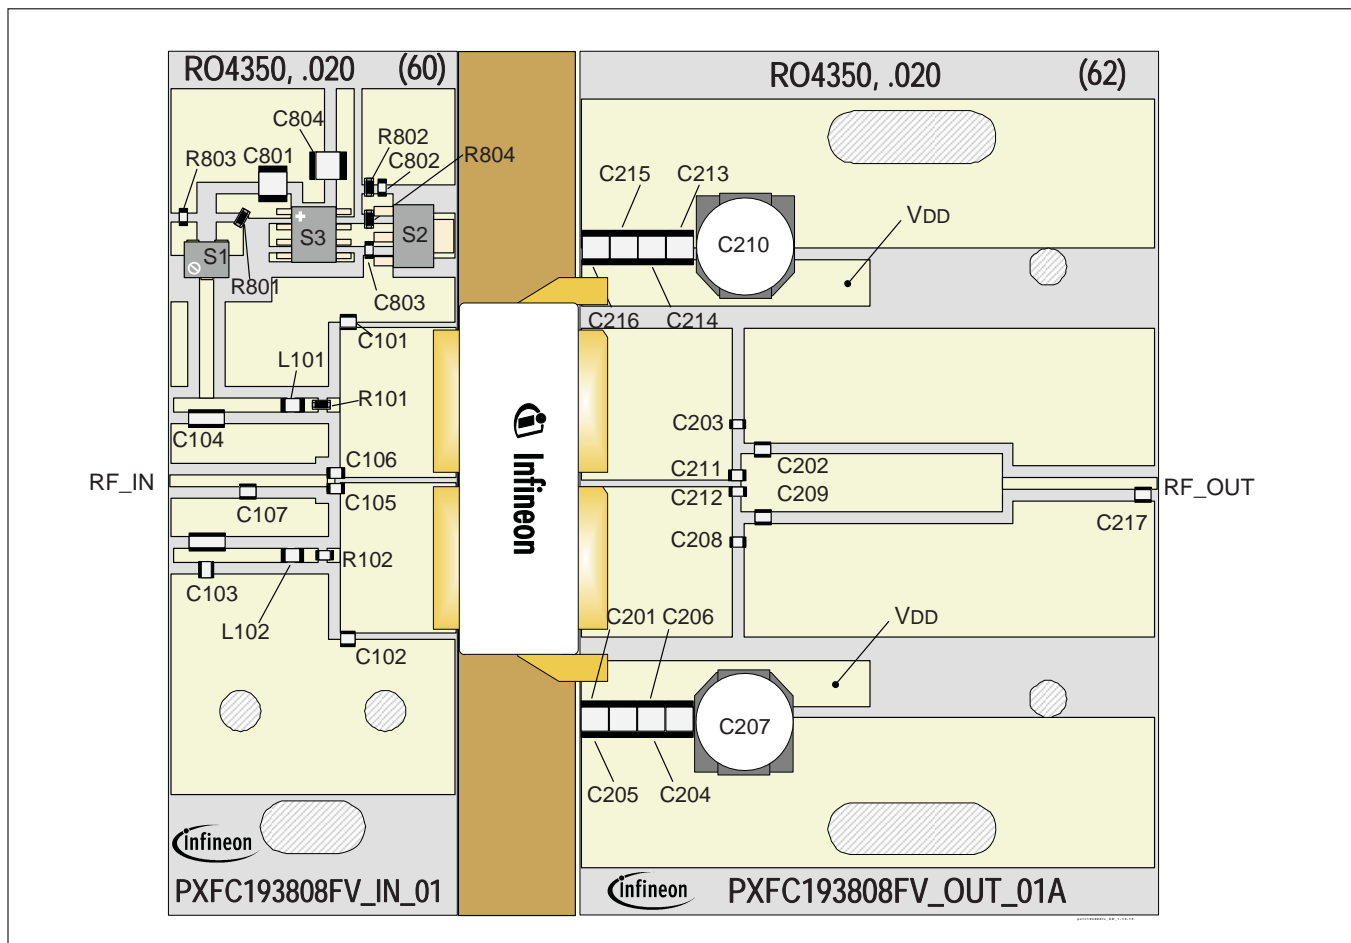 RO4350, .020 (60)
RO4350, .020 (62)
C804
R803
C801
R802
C802
R804
S1
S3
S2
R801
C803
C215
C213
C210
VDD
C216
C214
C101
L101
R101
C104
C203
C106
C211
C202
RF_IN
C105
C212
C209
RF_OUT
C107
C217
C208
R102
C103
L102
C102
Infineon
C201
C206
VDD
C207
C205
C204
infineon
PXFC193808FV_IN_01
infineon
PXFC193808FV_OUT_01A